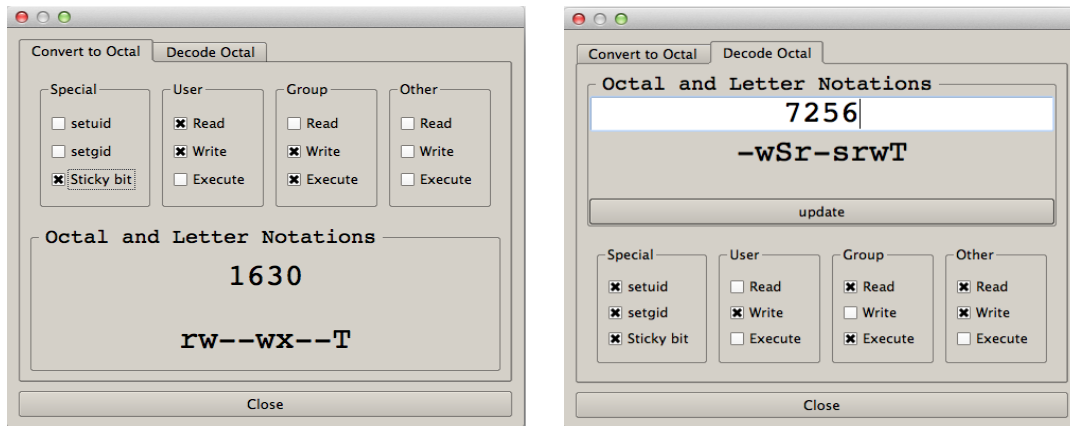 Convert to Octal Decode Octal
Special User Group Other
setuid Read Read Read
setgid Write Write Write
Sticky bit Execute Execute Execute
Octal and Letter Notations
1630
rw--wx--T
Close
Convert to Octal Decode Octal
Octal and Letter Notations
7256
-wSr-srwT
update
Special User Group Other
setuid Read Read Read
setgid Write Write Write
Sticky bit Execute Execute Execute
Close